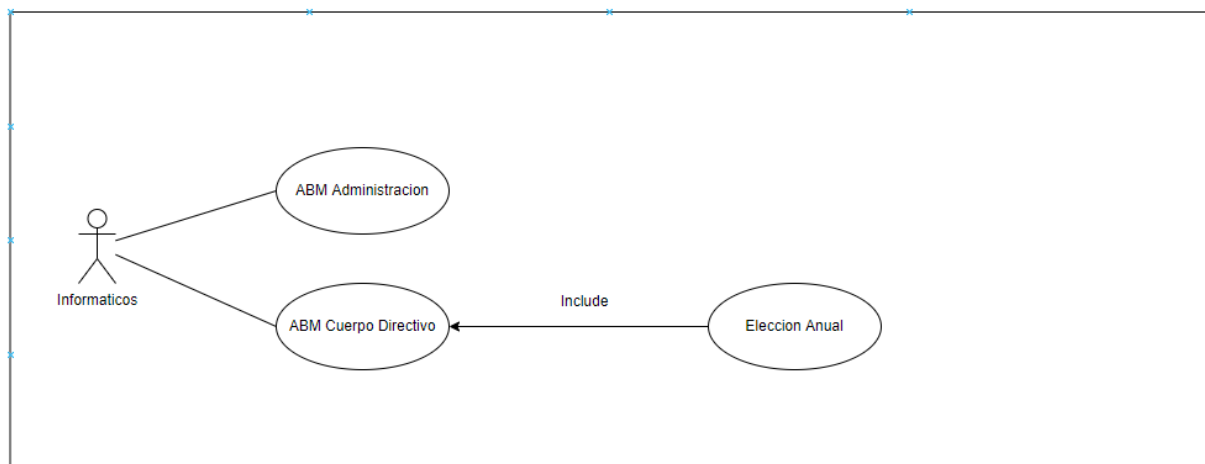 ABM Administracion
Informaticos
ABM Cuerpo Directivo
Include
Eleccion Anual